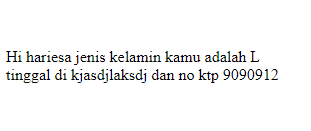 Hi hariesa jenis kelamin kamu adalah L
tinggal di kjasdjlaksdj dan no ktp 9090912